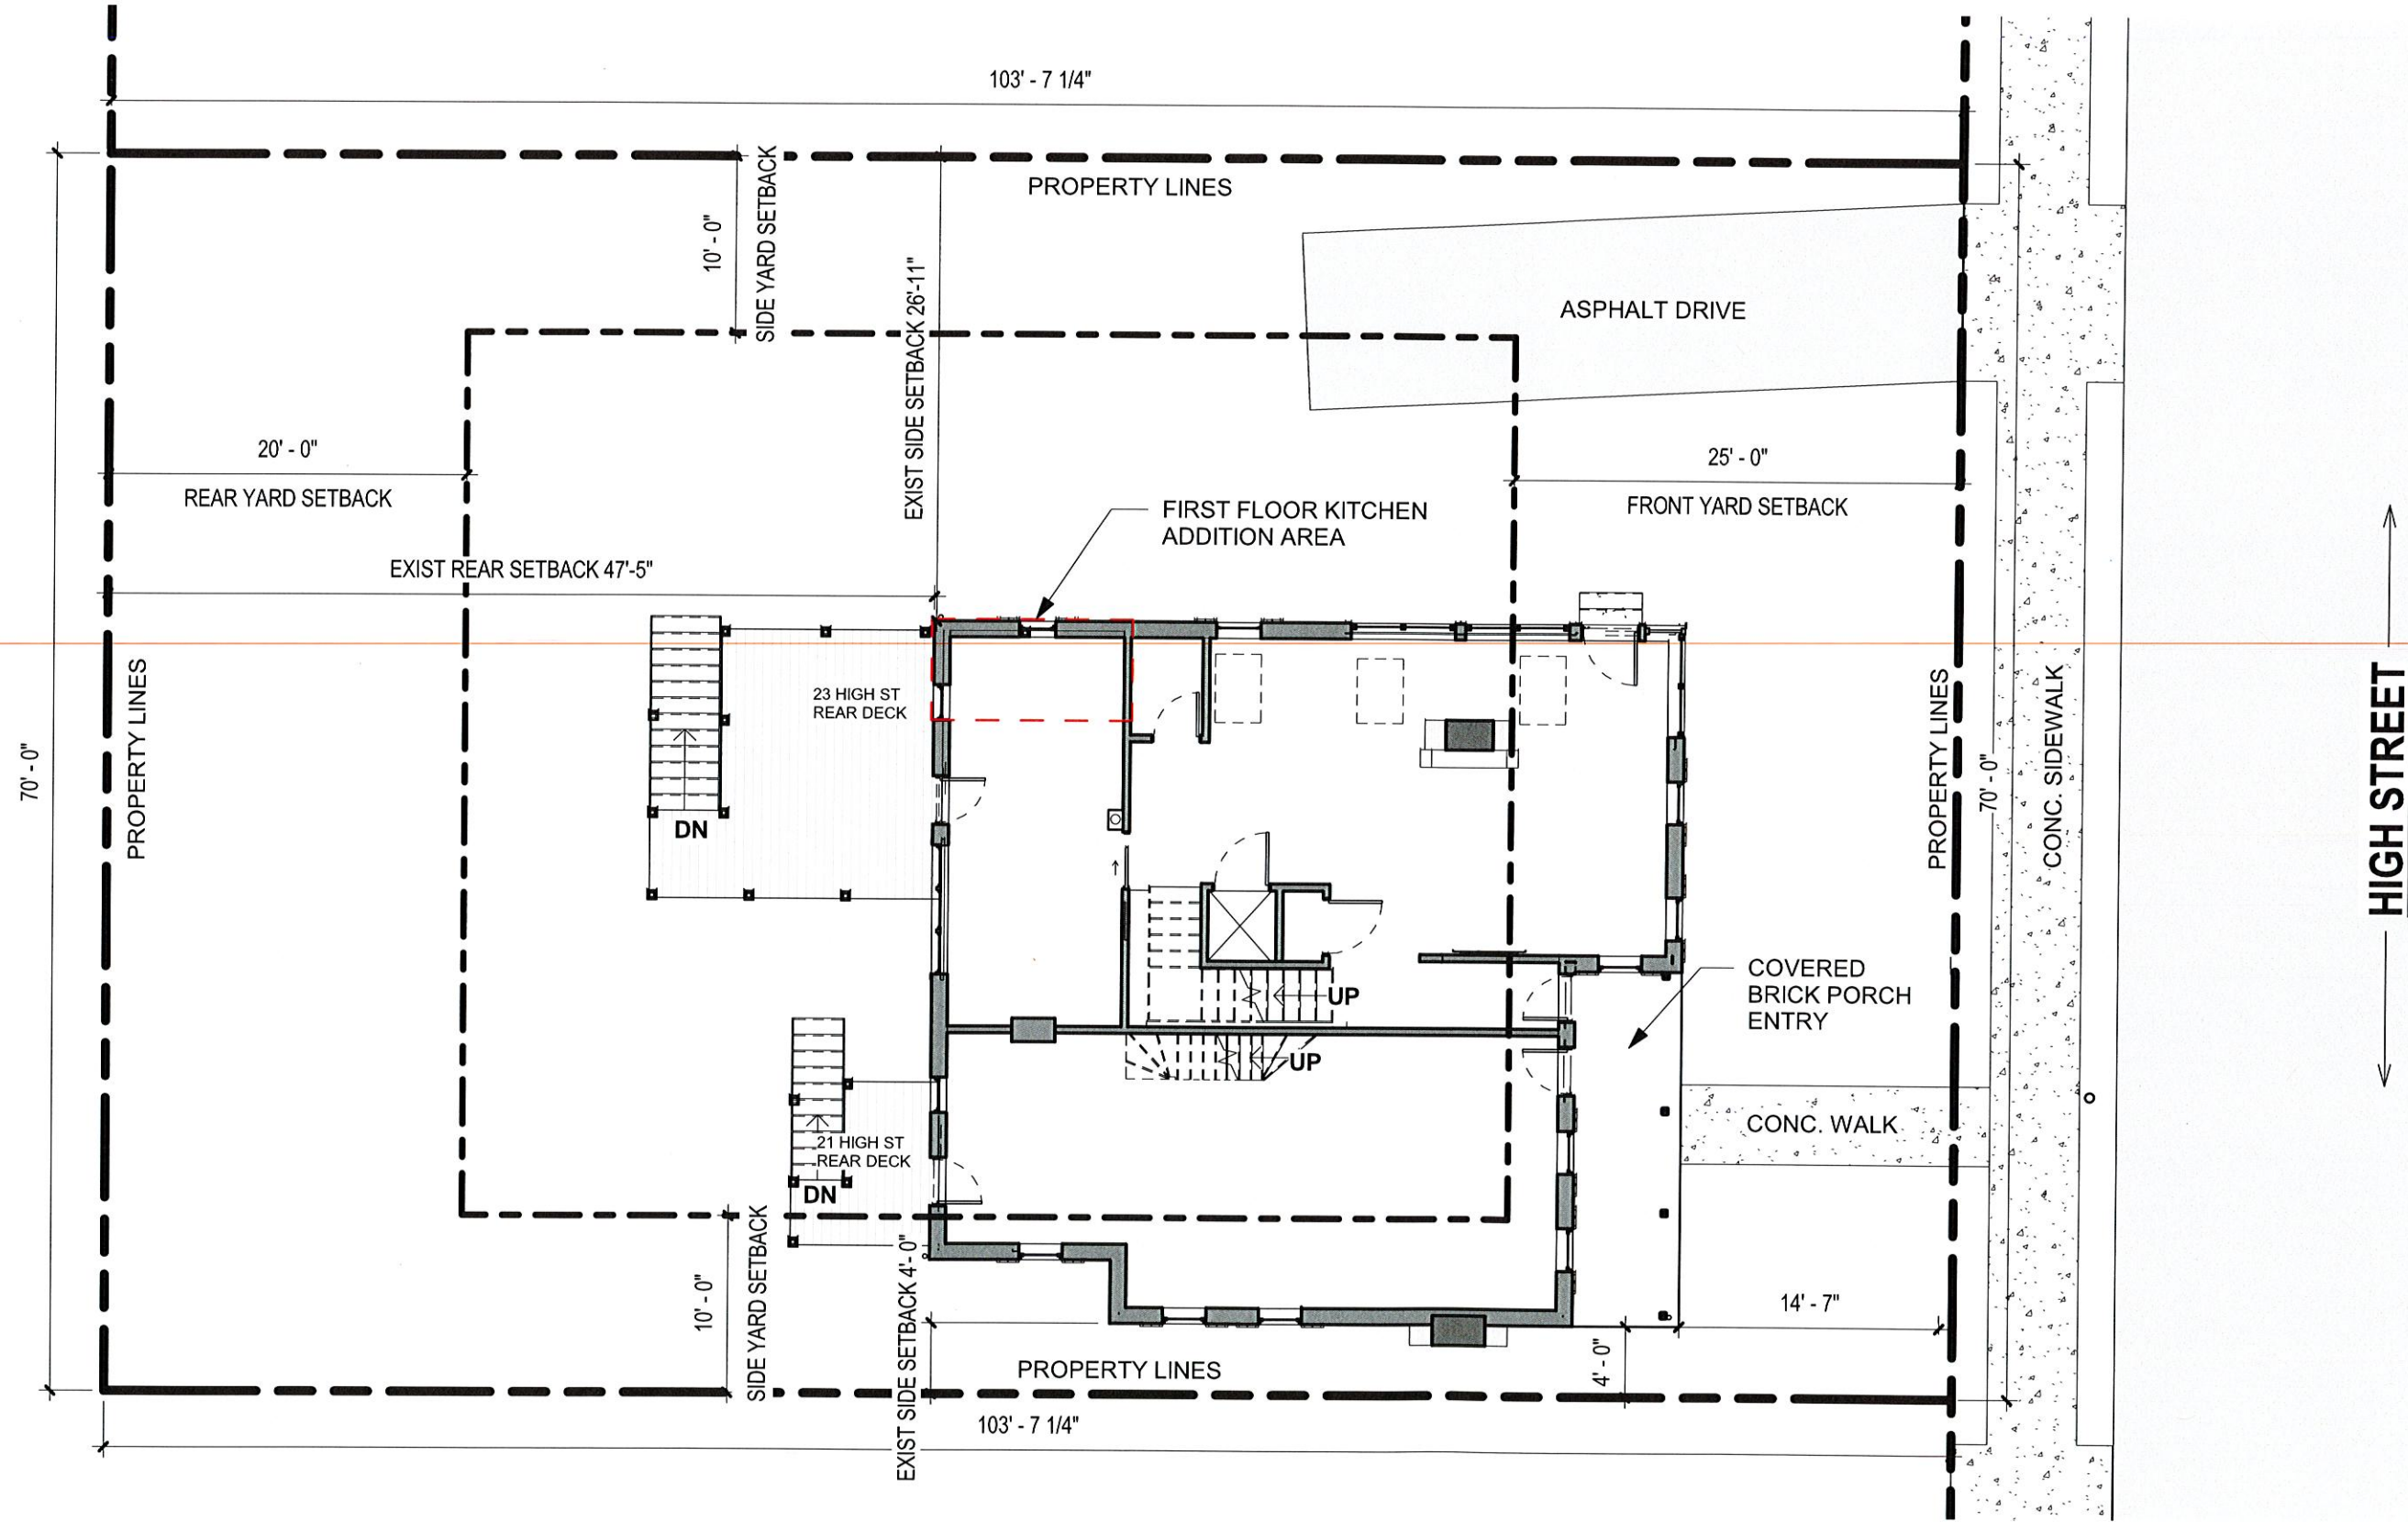 103' - 7 1/4"
PROPERTY LINES
10' - 0"
SIDE YARD SETBACK
EXIST SIDE SETBACK 26'-11"
ASPHALT DRIVE
20' - 0"
REAR YARD SETBACK
25' - 0"
FRONT YARD SETBACK
FIRST FLOOR KITCHEN
ADDITION AREA
EXIST REAR SETBACK 47'-5"
70' - 0"
PROPERTY LINES
23 HIGH ST
REAR DECK
DN
PROPERTY LINES
70' - 0"
CONC. SIDEWALK
HIGH STREET
UP
UP
COVERED
BRICK PORCH
ENTRY
CONC. WALK
21 HIGH ST
REAR DECK
DN
10' - 0"
SIDE YARD SETBACK
EXIST SIDE SETBACK 4'- 0"
14' - 7"
4' - 0"
PROPERTY LINES
103' - 7 1/4"